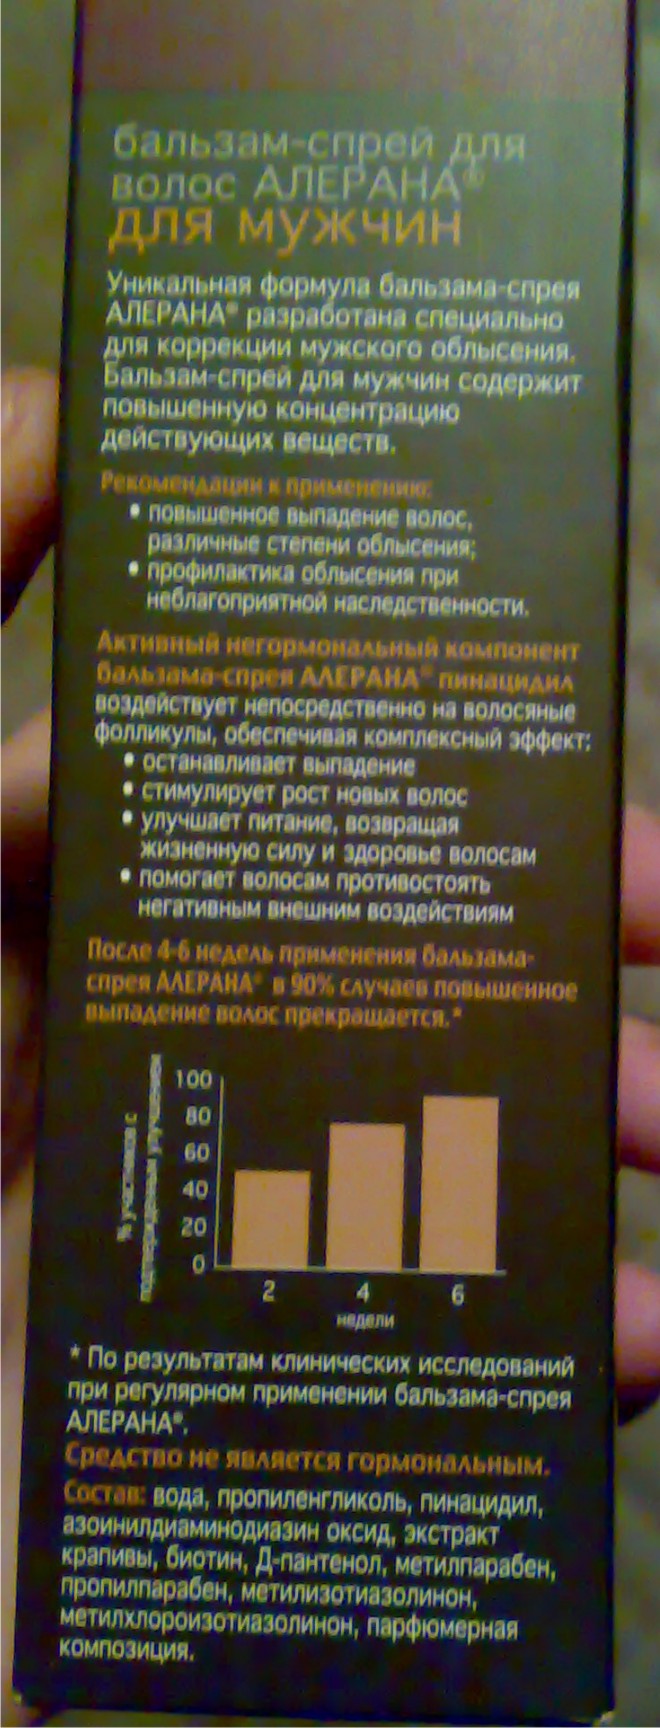 бальзам-спрей для
волос АЛЕРАНА®
для мужчин
Уникальная формула бальзама-спрея
АЛЕРАНА® разработана специально
для коррекции мужского облысения.
Бальзам-спрей для мужчин содержит
повышенную концентрацию
действующих веществ.
Рекомендации к применению:
• повышенное выпадение волос,
различные степени облысения;
• профилактика облысения при
неблагоприятной наследственности.
Активный негормональный компонент
бальзама-спрея АЛЕРАНА® пинацидил
воздействует непосредственно на волосяные
фолликулы, обеспечивая комплексный эффект:
• останавливает выпадение
• стимулирует рост новых волос
• улучшает питание, возвращая
жизненную силу и здоровье волосам
• помогает волосам противостоять
негативным внешним воздействиям
После 4-6 недель применения бальзама-
спрея АЛЕРАНА® в 90% случаев повышенное
выпадение волос прекращается.*
% участников с
подтвержденным улучшением
100
80
60
40
20
0
2 4 6
недели
* По результатам клинических исследований
при регулярном применении бальзама-спрея
АЛЕРАНА®.
Средство не является гормональным.
Состав: вода, пропиленгликоль, пинацидил,
азоинилдиаминодиазин оксид, экстракт
крапивы, биотин, Д-пантенол, метилпарабен,
пропилпарабен, метилизотиазолинон,
метилхлороизотиазолинон, парфюмерная
композиция.